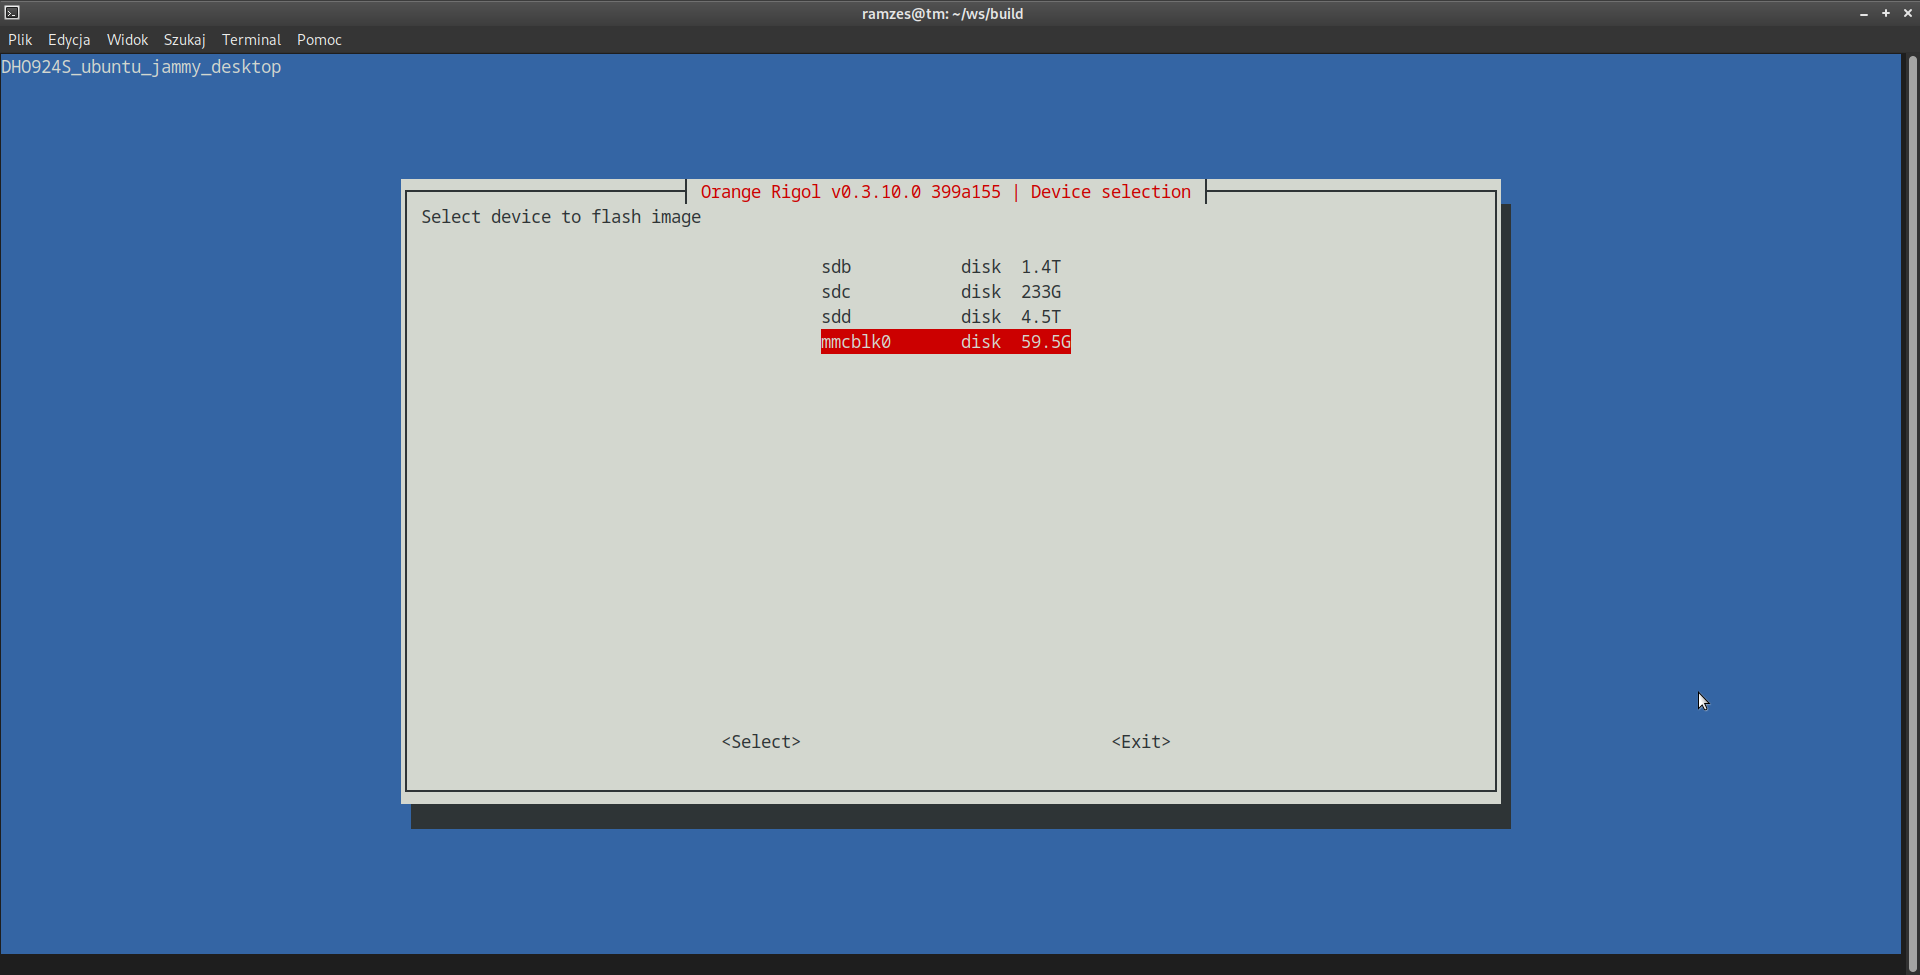 ramzes@tm: ~/ws/build
Plik Edycja Widok Szukaj Terminal Pomoc
DHO924S_ubuntu_jammy_desktop
Orange Rigol v0.3.10.0 399a155 | Device selection
Select device to flash image
sdb disk 1.4T
sdc disk 233G
sdd disk 4.5T
mmcblk0 disk 59.5G
<Select> <Exit>